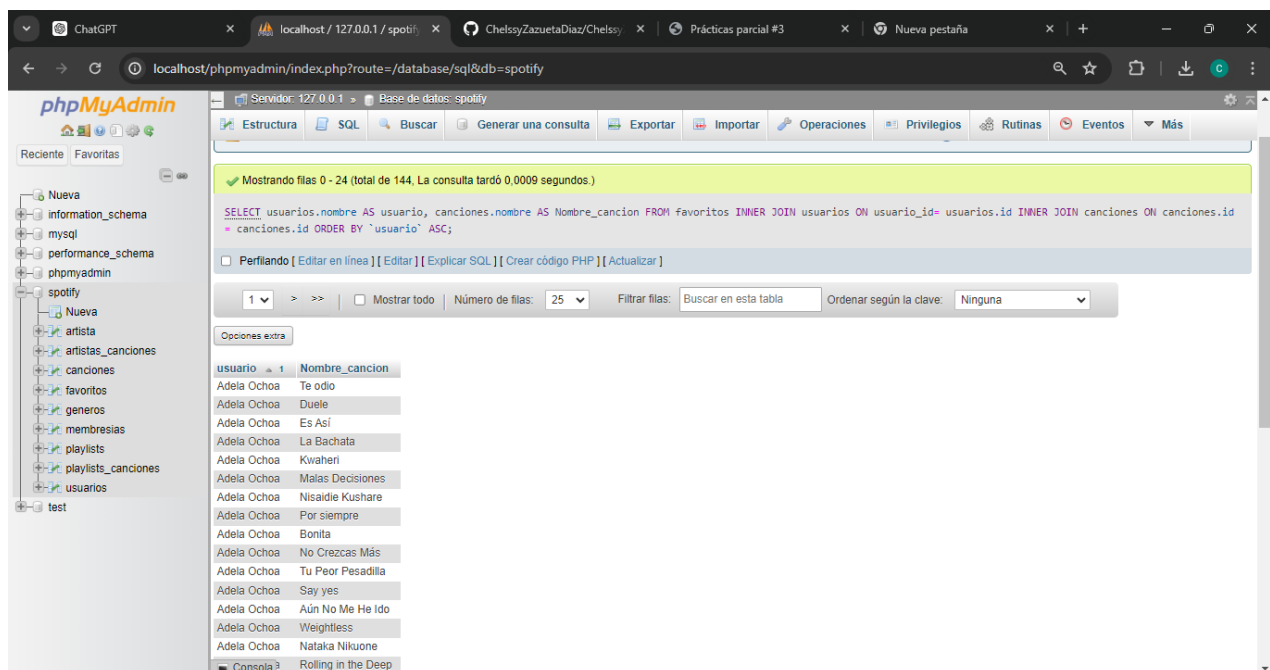 ChatGPT
localhost / 127.0.0.1 / spotify
ChelssyZazuetaDiaz/Chelssy
Prácticas parcial #3
Nueva pestaña
localhost/phpmyadmin/index.php?route=/database/sql&db=spotify
C
phpMyAdmin
Reciente Favoritas
Nueva
information_schema
mysql
performance_schema
phpmyadmin
spotify
Nueva
artista
artistas_canciones
canciones
favoritos
generos
membresias
playlists
playlists_canciones
usuarios
test
Servidor: 127.0.0.1 » Base de datos: spotify
Estructura SQL Buscar Generar una consulta Exportar Importar Operaciones Privilegios Rutinas Eventos Más
Mostrando filas 0 - 24 (total de 144, La consulta tardó 0,0009 segundos.)
SELECT usuarios.nombre AS usuario, canciones.nombre AS Nombre_cancion FROM favoritos INNER JOIN usuarios ON usuario_id= usuarios.id INNER JOIN canciones ON canciones.id
= canciones.id ORDER BY `usuario` ASC;
Perfilando [ Editar en línea ] [ Editar ] [ Explicar SQL ] [ Crear código PHP ] [ Actualizar ]
1 > >> | Mostrar todo | Número de filas: 25 Filtrar filas: Buscar en esta tabla Ordenar según la clave: Ninguna
Opciones extra
usuario 1 Nombre_cancion
Adela Ochoa Te odio
Adela Ochoa Duele
Adela Ochoa Es Así
Adela Ochoa La Bachata
Adela Ochoa Kwaheri
Adela Ochoa Malas Decisiones
Adela Ochoa Nisaidie Kushare
Adela Ochoa Por siempre
Adela Ochoa Bonita
Adela Ochoa No Crezcas Más
Adela Ochoa Tu Peor Pesadilla
Adela Ochoa Say yes
Adela Ochoa Aún No Me He Ido
Adela Ochoa Weightless
Adela Ochoa Nataka Nikuone
Consola Rolling in the Deep